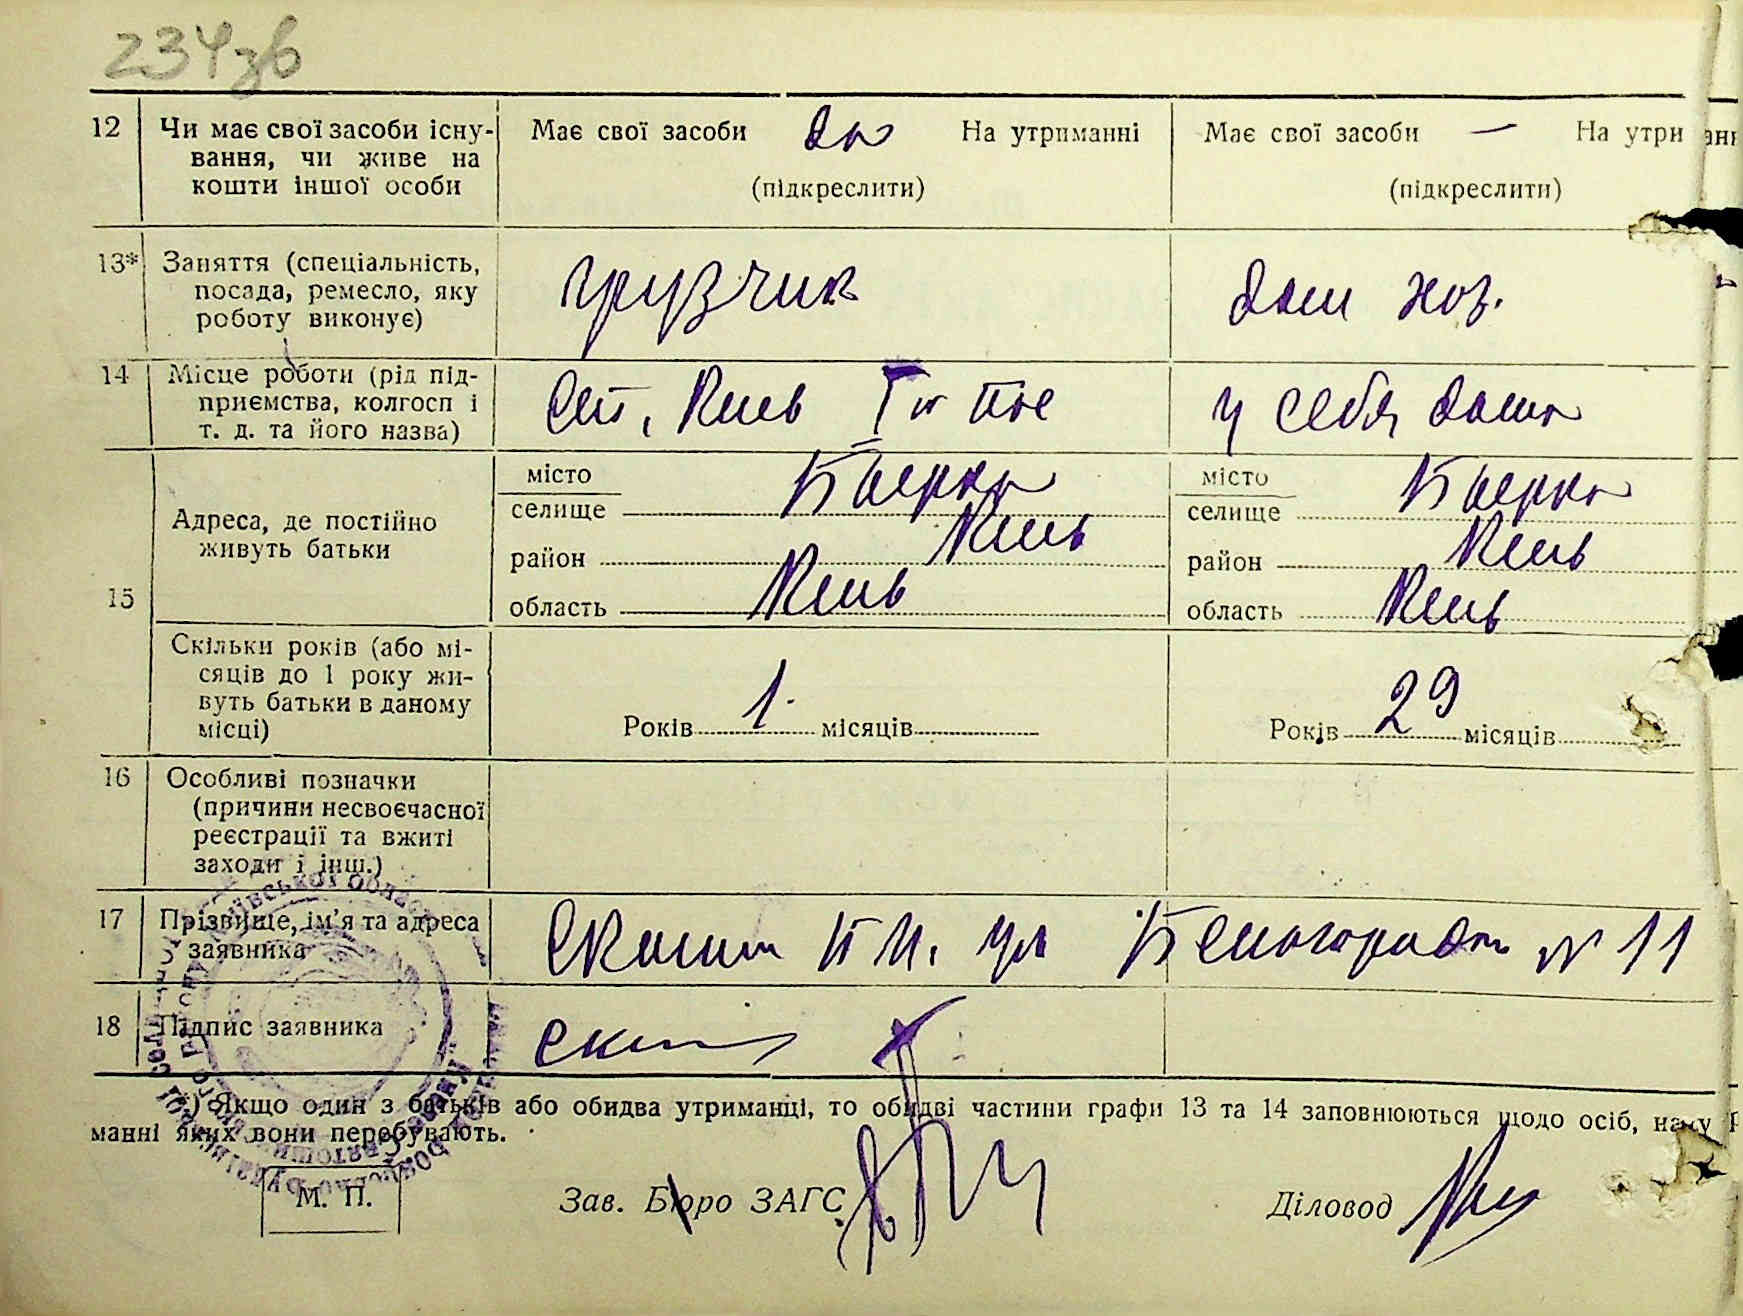 234зв
12 Чи має свої засоби існу-
вання, чи живе на
кошти іншої особи
Має свої засоби да На утриманні
(підкреслити)
Має свої засоби — На утри
(підкреслити)
13* Заняття (спеціальність,
посада, ремесло, яку
роботу виконує)
грузчик
дом хоз.
14 Місце роботи (рід під-
приємства, колгосп і
т. д. та його назва)
Ст, Киев
у себя дома
15
Адреса, де постійно
живуть батьки
місто
селище Боярка
район Киев
область Киев
місто
селище Боярка
район Киев
область Киев
Скільки років (або мі-
сяців до 1 року жи-
вуть батьки в даному
місці)
Років 1. місяців
Років 29 місяців
16 Особливі позначки
(причини несвоєчасної
реєстрації та вжиті
заходи і інш.)
17 Прізвище, ім'я та адреса
заявника
ул Белогородск № 11
18 Підпис заявника
*) Якщо один з батьків або обидва утриманці, то обидві частини графи 13 та 14 заповнюються щодо осіб, на у
манні яких вони перебувають.
М. П.
Зав. Бюро ЗАГС
Діловод